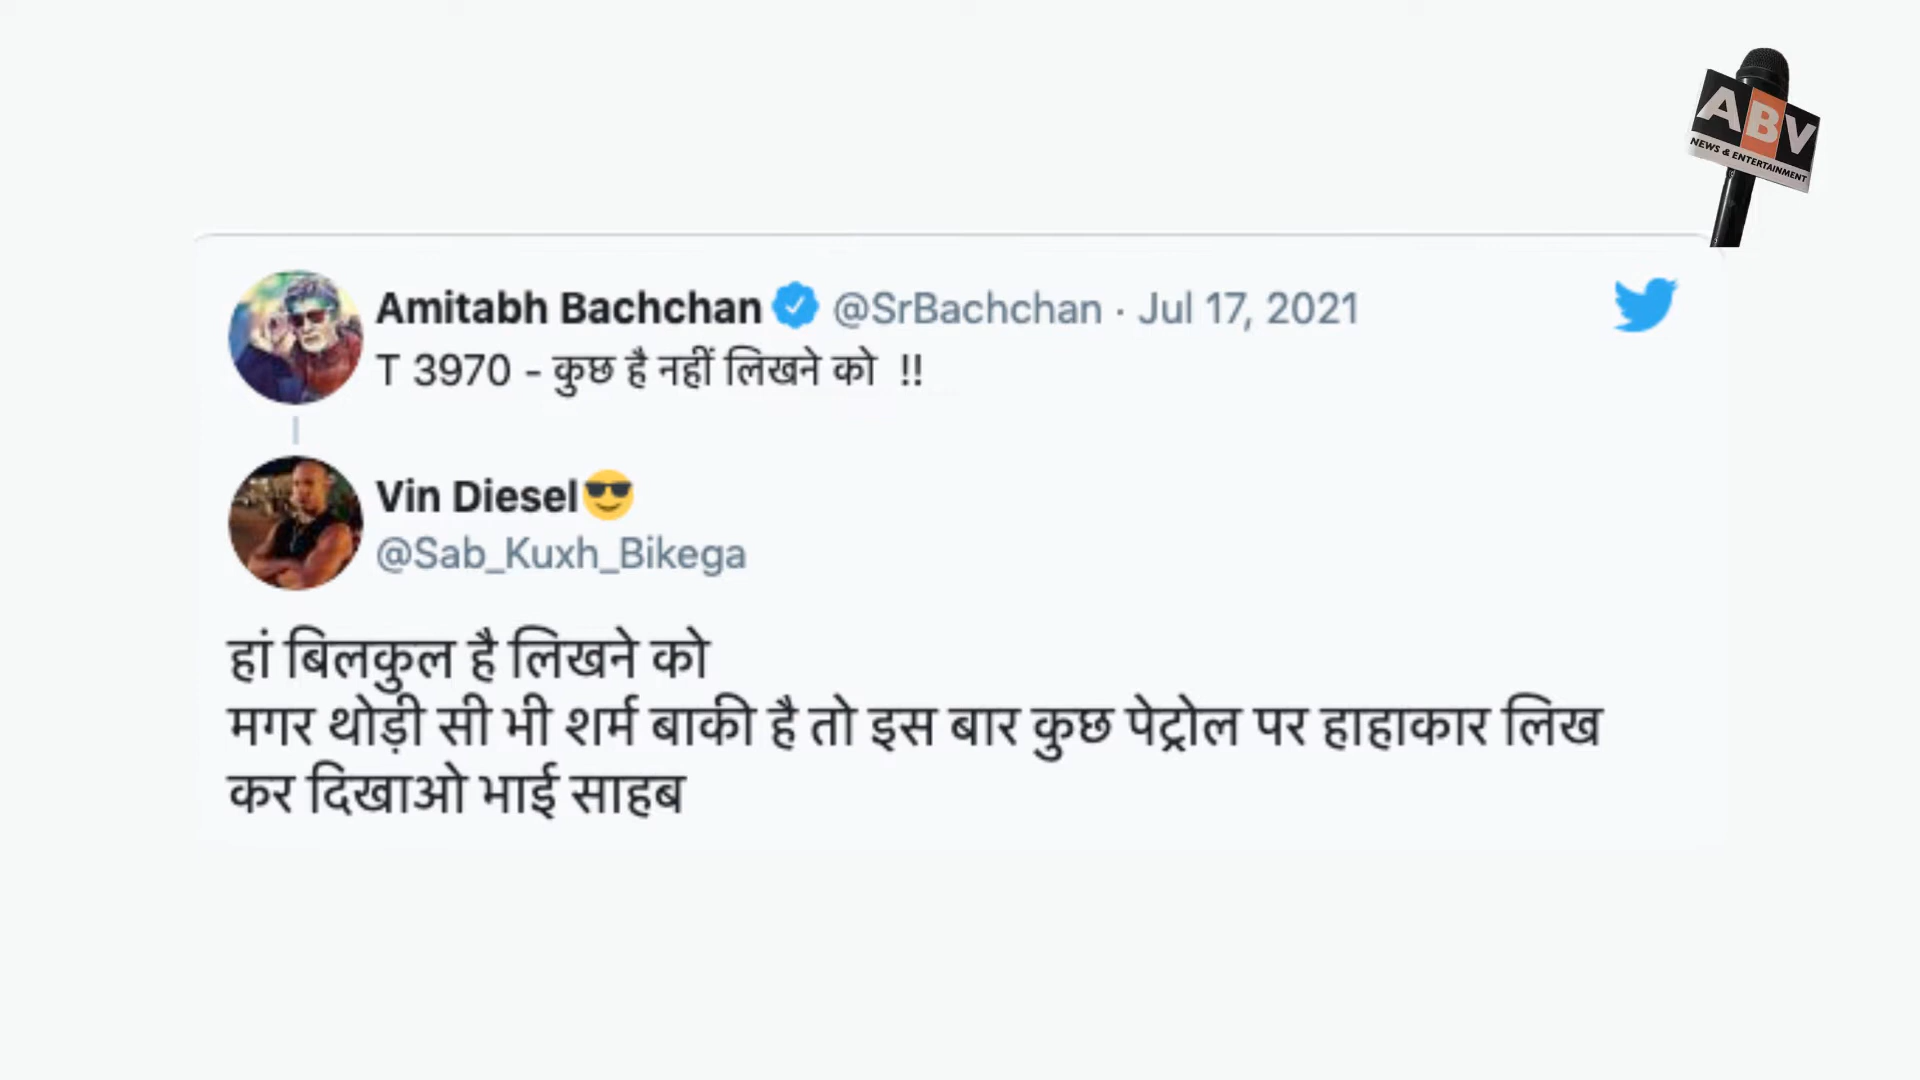 ABV
NEWS & ENTERTAINMENT
Amitabh Bachchan @SrBachchan · Jul 17, 2021
T 3970 - कुछ है नहीं लिखने को !!
Vin Diesel😎
@Sab_Kuxh_Bikega
हां बिलकुल है लिखने को
मगर थोड़ी सी भी शर्म बाकी है तो इस बार कुछ पेट्रोल पर हाहाकार लिख
कर दिखाओ भाई साहब